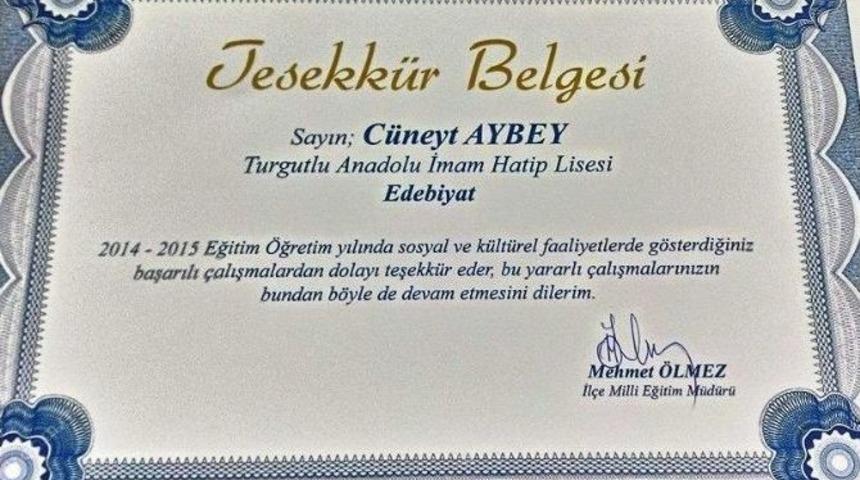 Teşekkür Belgesi
Sayın; Cüneyt AYBEY
Turgutlu Anadolu İmam Hatip Lisesi
Edebiyat
2014 - 2015 Eğitim Öğretim yılında sosyal ve kültürel faaliyetlerde gösterdiğiniz
başarılı çalışmalardan dolayı teşekkür eder, bu yararlı çalışmalarınızın
bundan böyle de devam etmesini dilerim.
Mehmet ÖLMEZ
İlçe Milli Eğitim Müdürü